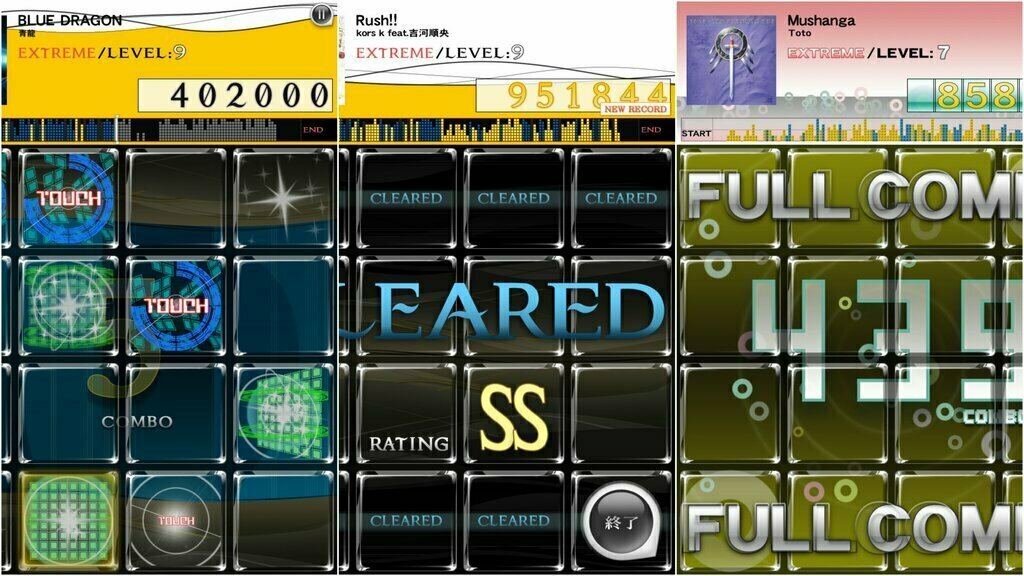 BLUE DRAGON
青龍
EXTREME/LEVEL:9
402000
END
TOUCH
TOUCH
5
COMBO
TOUCH
Rush!!
kors k feat.吉河順央
EXTREME/LEVEL:9
951844
NEW RECORD
END
CLEARED
CLEARED
CLEARED
LEARED
RATING
SS
CLEARED
CLEARED
終了
Mushanga
Toto
EXTREME/LEVEL:7
858
START
FULL COM
439
COMBO
FULL COM